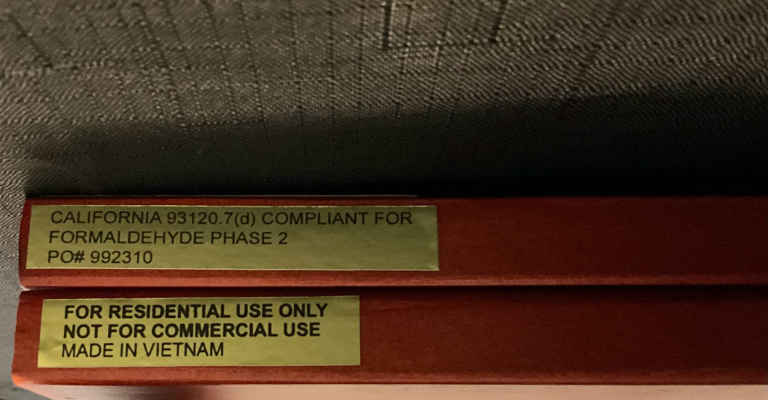 CALIFORNIA 93120.7(d) COMPLIANT FOR
FORMALDEHYDE PHASE 2
PO# 992310
FOR RESIDENTIAL USE ONLY
NOT FOR COMMERCIAL USE
MADE IN VIETNAM